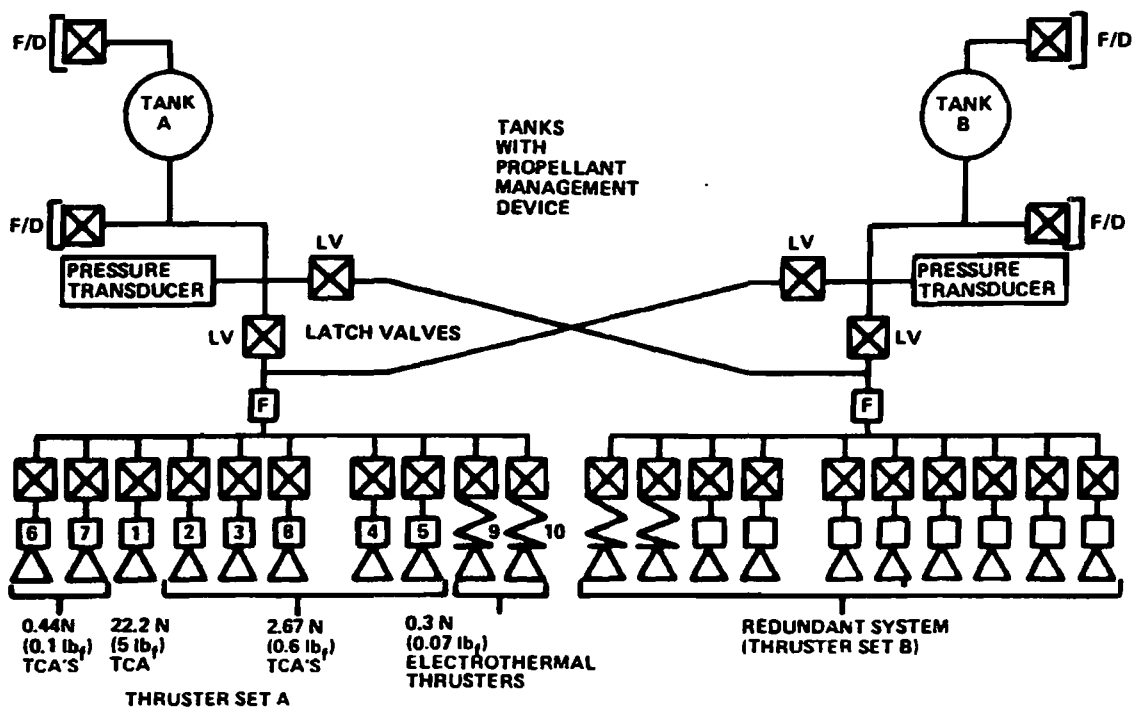 F/D
F/D
TANK
A
TANK
B
TANKS
WITH
PROPELLANT
MANAGEMENT
DEVICE
F/D
F/D
LV
LV
PRESSURE
TRANSDUCER
PRESSURE
TRANSDUCER
LV
LATCH VALVES
LV
F
F
6
7
1
2
3
8
4
5
9
10
0.44N
(0.1 lbf)
TCA'S
22.2 N
(5 lbf)
TCA
2.67 N
(0.6 lbf)
TCA'S
0.3 N
(0.07 lbf)
ELECTROTHERMAL
THRUSTERS
REDUNDANT SYSTEM
(THRUSTER SET B)
THRUSTER SET A